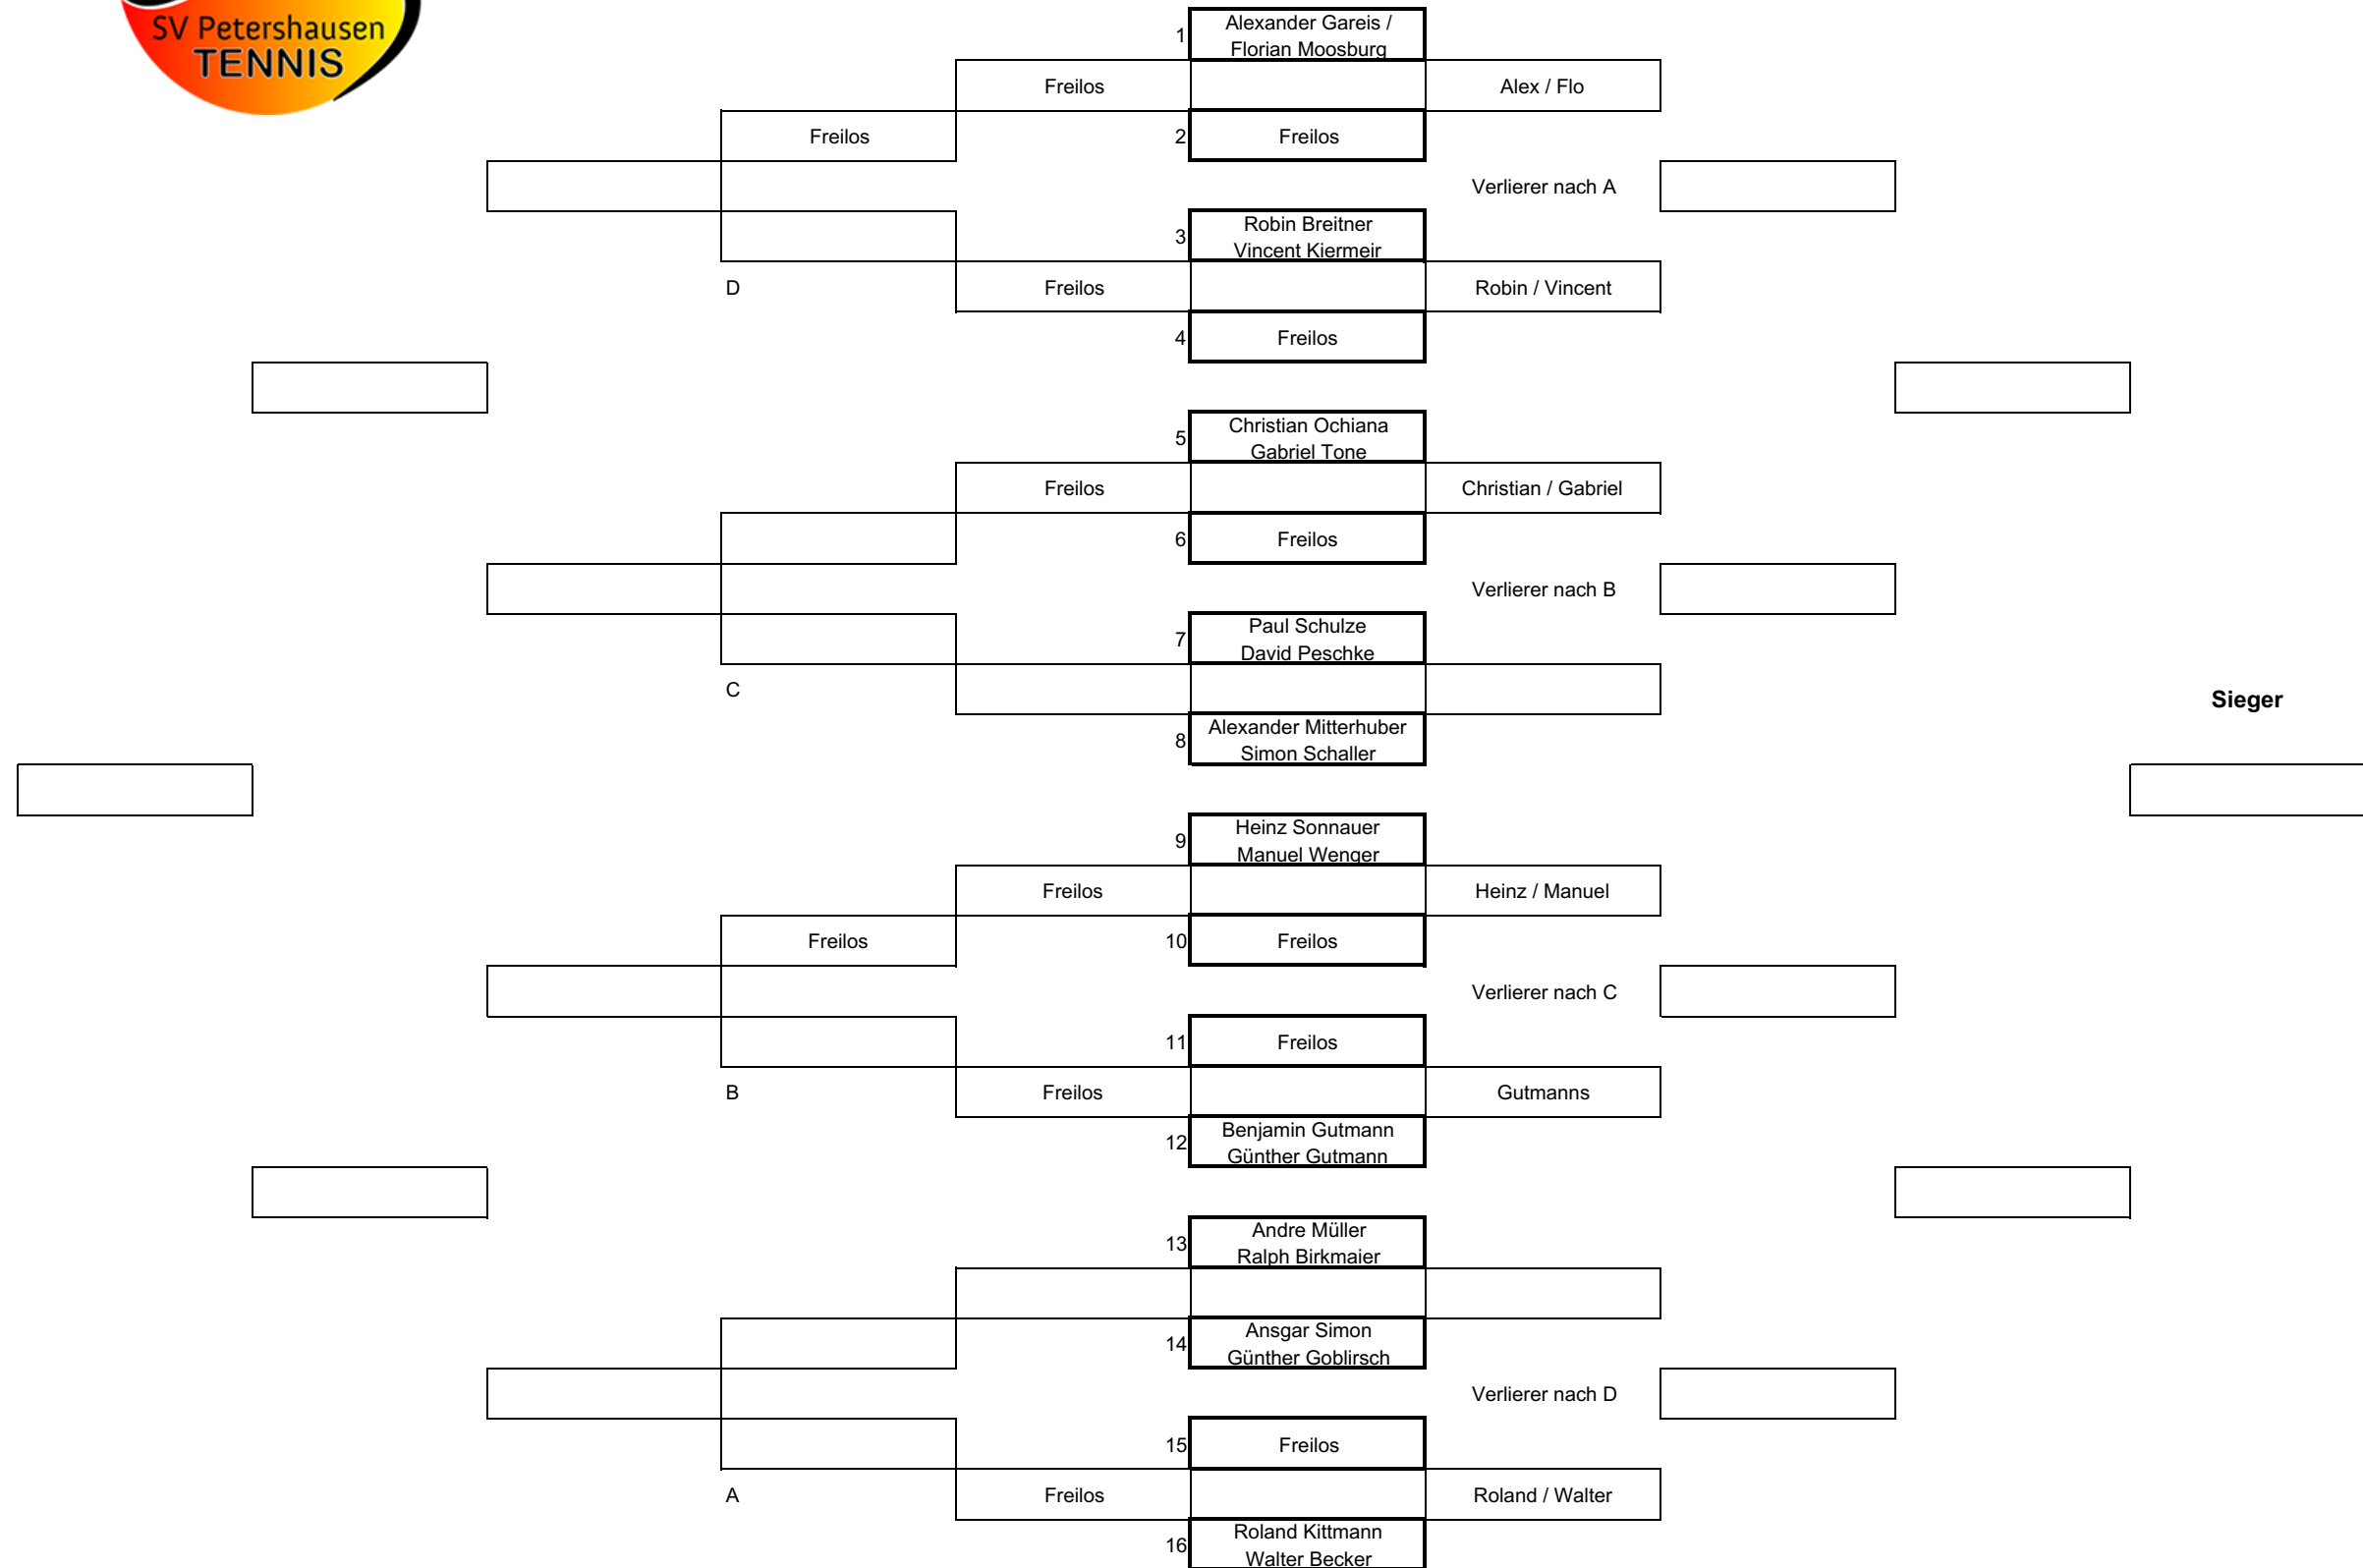 SV Petershausen
TENNIS
1
Alexander Gareis /
Florian Moosburg
Freilos
Alex / Flo
Freilos
2
Freilos
Verlierer nach A
3
Robin Breitner
Vincent Kiermeir
D
Freilos
Robin / Vincent
4
Freilos
5
Christian Ochiana
Gabriel Tone
Freilos
Christian / Gabriel
6
Freilos
Verlierer nach B
7
Paul Schulze
David Peschke
C
Sieger
8
Alexander Mitterhuber
Simon Schaller
9
Heinz Sonnauer
Manuel Wenger
Freilos
Heinz / Manuel
Freilos
10
Freilos
Verlierer nach C
11
Freilos
B
Freilos
Gutmanns
12
Benjamin Gutmann
Günther Gutmann
13
Andre Müller
Ralph Birkmaier
14
Ansgar Simon
Günther Goblirsch
Verlierer nach D
15
Freilos
A
Freilos
Roland / Walter
16
Roland Kittmann
Walter Becker